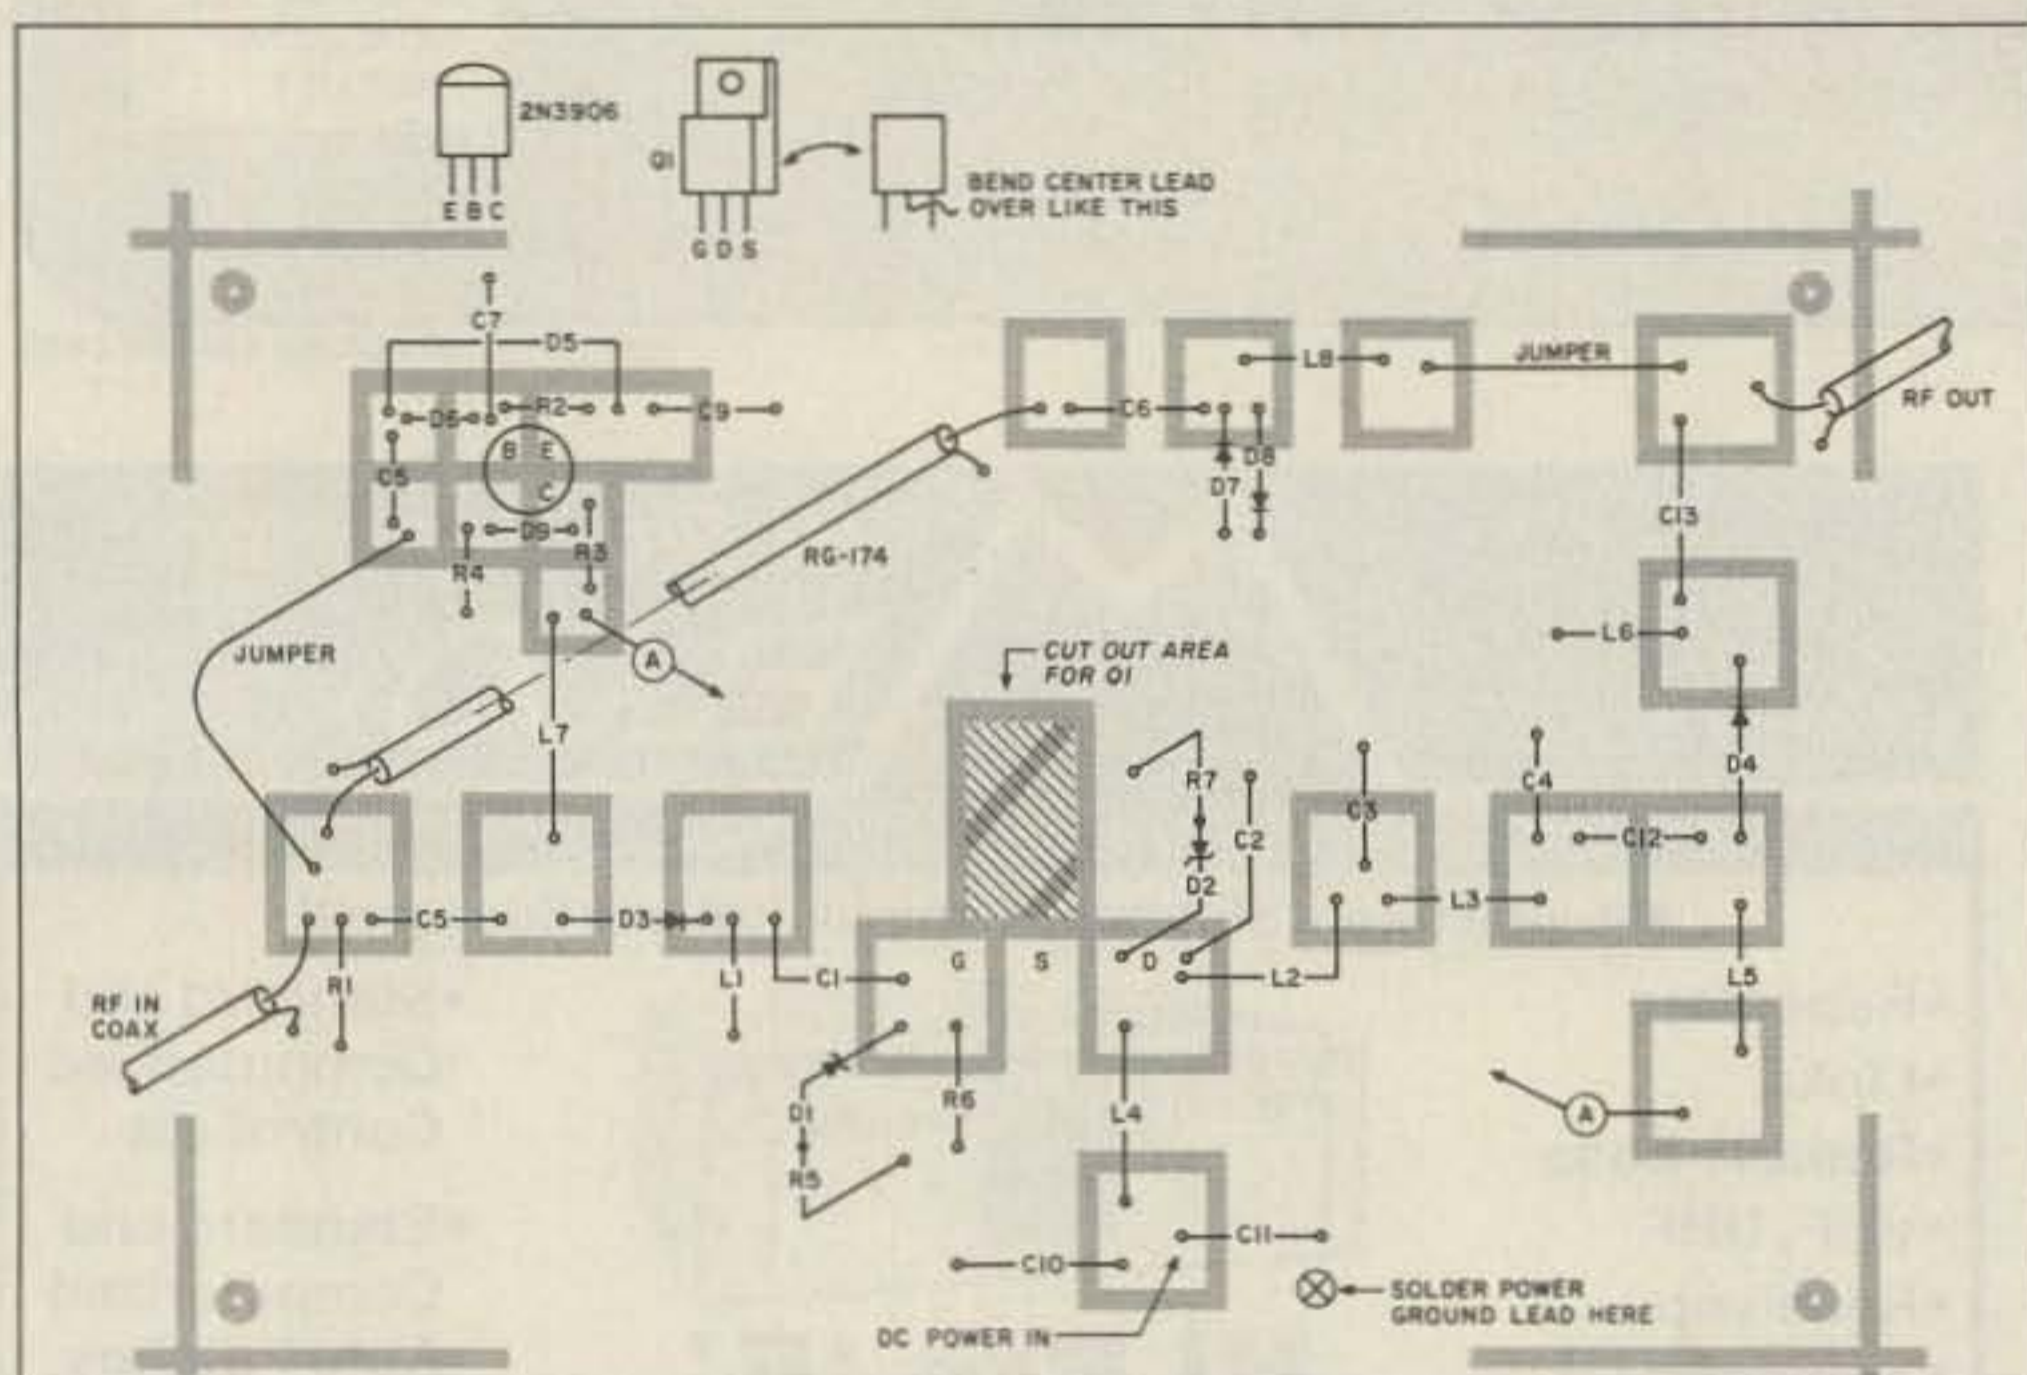 2N3906
E B C
Q1
G D S
BEND CENTER LEAD
OVER LIKE THIS
C7
D5
D6
R2
C9
B E
C
C5
D9
R3
R4
JUMPER
A
L7
RG-174
C6
D7
D8
L8
JUMPER
RF OUT
C13
L6
D4
CUT OUT AREA
FOR Q1
R7
D2
C2
C3
C4
C12
L3
L5
A
RF IN
COAX
R1
C5
D3
L1
C1
G S D
L2
D1
R5
R6
L4
C10
C11
DC POWER IN
SOLDER POWER
GROUND LEAD HERE